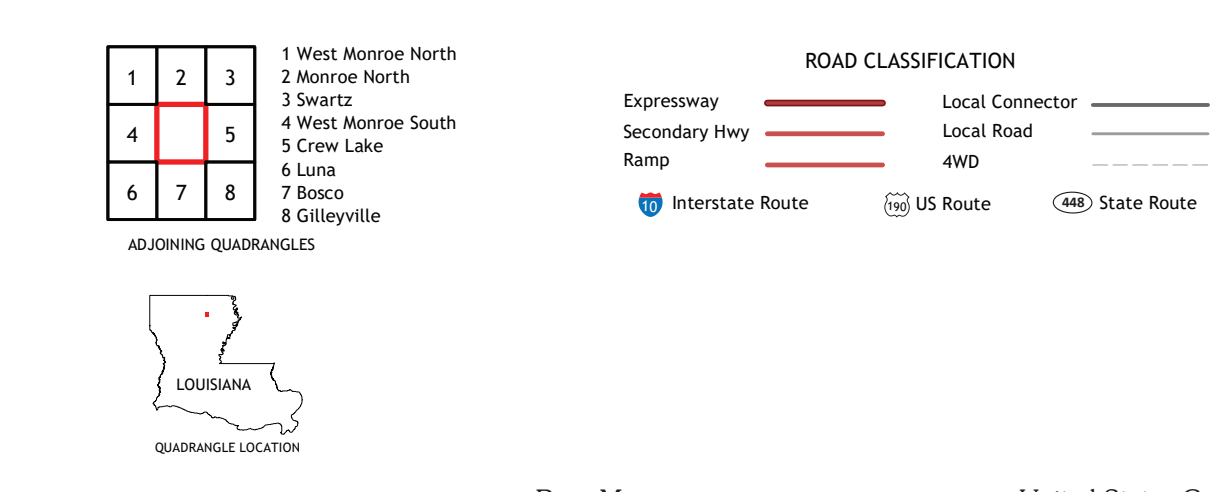 1 2 3
4 5
6 7 8
1 West Monroe North
2 Monroe North
3 Swartz
4 West Monroe South
5 Crew Lake
6 Luna
7 Bosco
8 Gilleyville
ADJOINING QUADRANGLES
LOUISIANA
QUADRANGLE LOCATION
ROAD CLASSIFICATION
Expressway Local Connector
Secondary Hwy Local Road
Ramp 4WD
10 Interstate Route 190 US Route 448 State Route